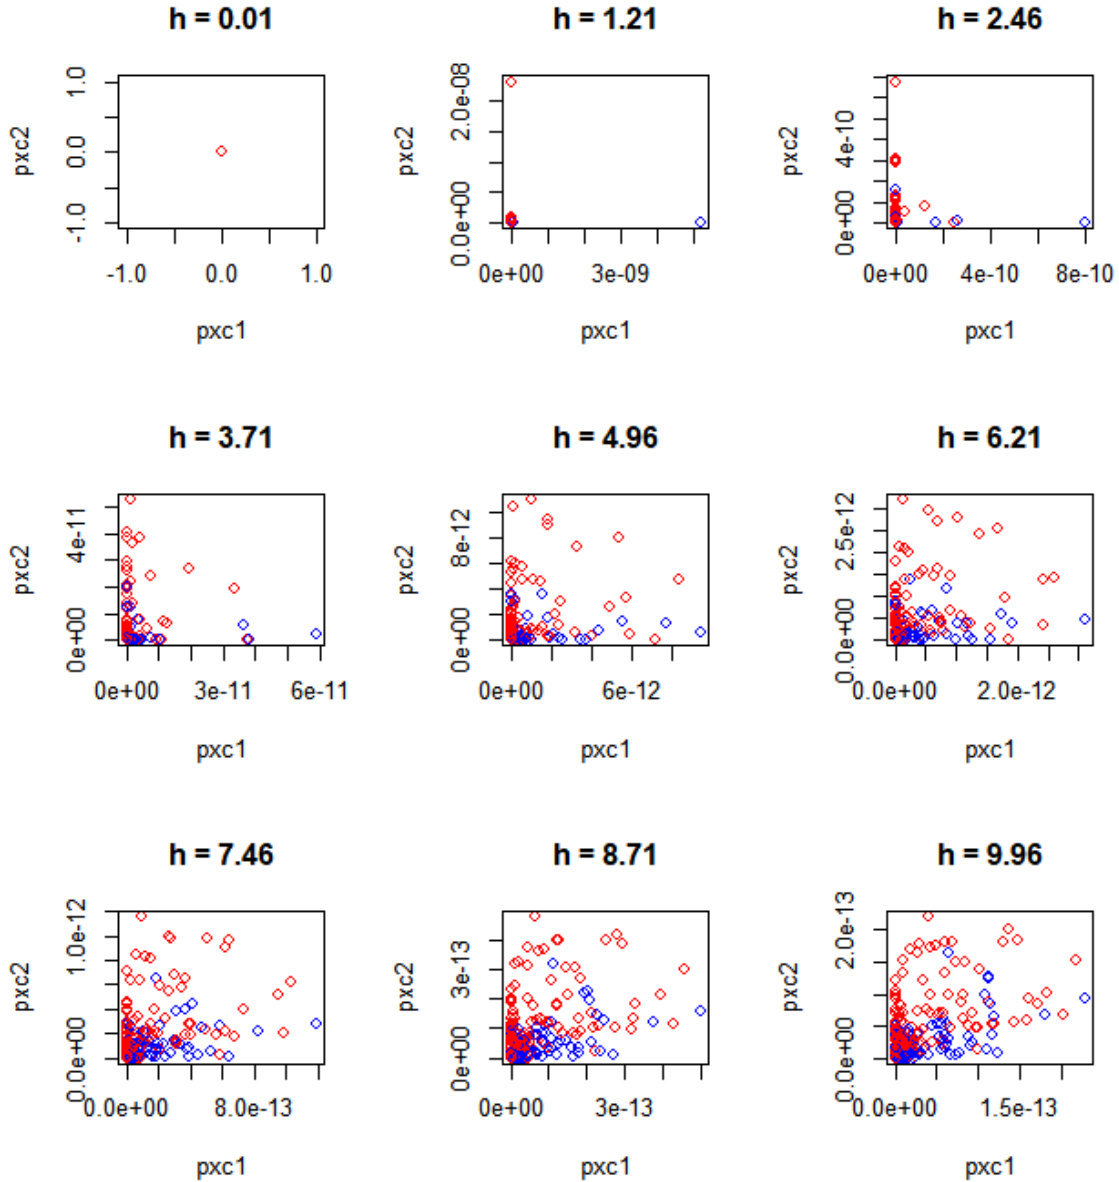 h = 0.01
h = 1.21
h = 2.46
pxc2
1.0
0.0
-1.0
-1.0
0.0
1.0
pxc1
pxc2
2.0e-08
0.0e+00
0e+00
3e-09
pxc1
pxc2
4e-10
0e+00
0e+00
4e-10
8e-10
pxc1
h = 3.71
h = 4.96
h = 6.21
pxc2
4e-11
0e+00
0e+00
3e-11
6e-11
pxc1
pxc2
8e-12
0e+00
0e+00
6e-12
pxc1
pxc2
2.5e-12
0.0e+00
0.0e+00
2.0e-12
pxc1
h = 7.46
h = 8.71
h = 9.96
pxc2
1.0e-12
0.0e+00
0.0e+00
8.0e-13
pxc1
pxc2
3e-13
0e+00
0e+00
3e-13
pxc1
pxc2
2.0e-13
0.0e+00
0.0e+00
1.5e-13
pxc1